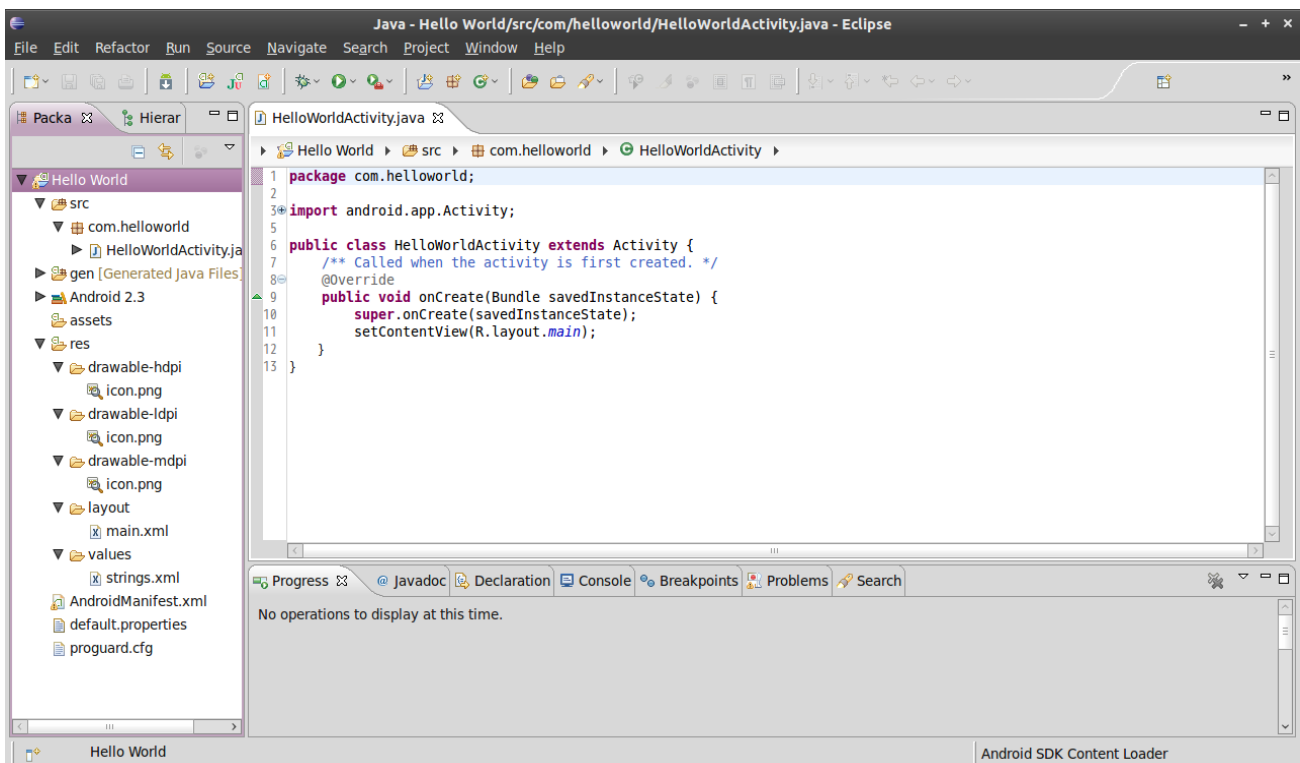 Java - Hello World/src/com/helloworld/HelloWorldActivity.java - Eclipse
File Edit Refactor Run Source Navigate Search Project Window Help
Packa Hierar
Hello World
src
com.helloworld
HelloWorldActivity.ja
gen [Generated Java Files]
Android 2.3
assets
res
drawable-hdpi
icon.png
drawable-ldpi
icon.png
drawable-mdpi
icon.png
layout
main.xml
values
strings.xml
AndroidManifest.xml
default.properties
proguard.cfg
HelloWorldActivity.java
Hello World src com.helloworld HelloWorldActivity
1 package com.helloworld;
2
3 import android.app.Activity;
5
6 public class HelloWorldActivity extends Activity {
7 /** Called when the activity is first created. */
8 @Override
9 public void onCreate(Bundle savedInstanceState) {
10 super.onCreate(savedInstanceState);
11 setContentView(R.layout.main);
12 }
13 }
Progress @ Javadoc Declaration Console Breakpoints Problems Search
No operations to display at this time.
Hello World
Android SDK Content Loader